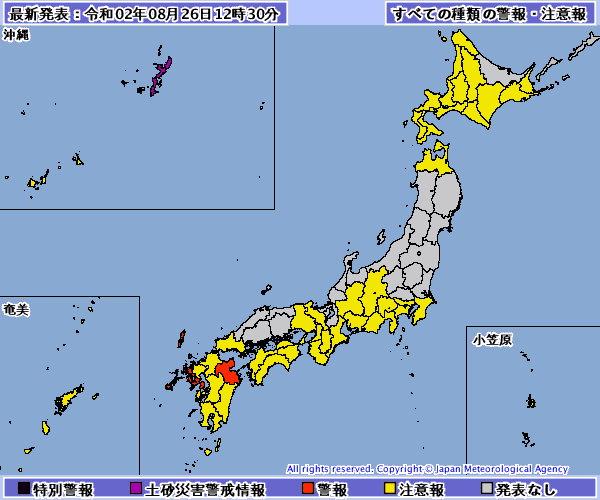 最新発表：令和02年08月26日12時30分
すべての種類の警報・注意報
沖縄
奄美
小笠原
All rights reserved. Copyright © Japan Meteorological Agency
特別警報 土砂災害警戒情報 警報 注意報 発表なし